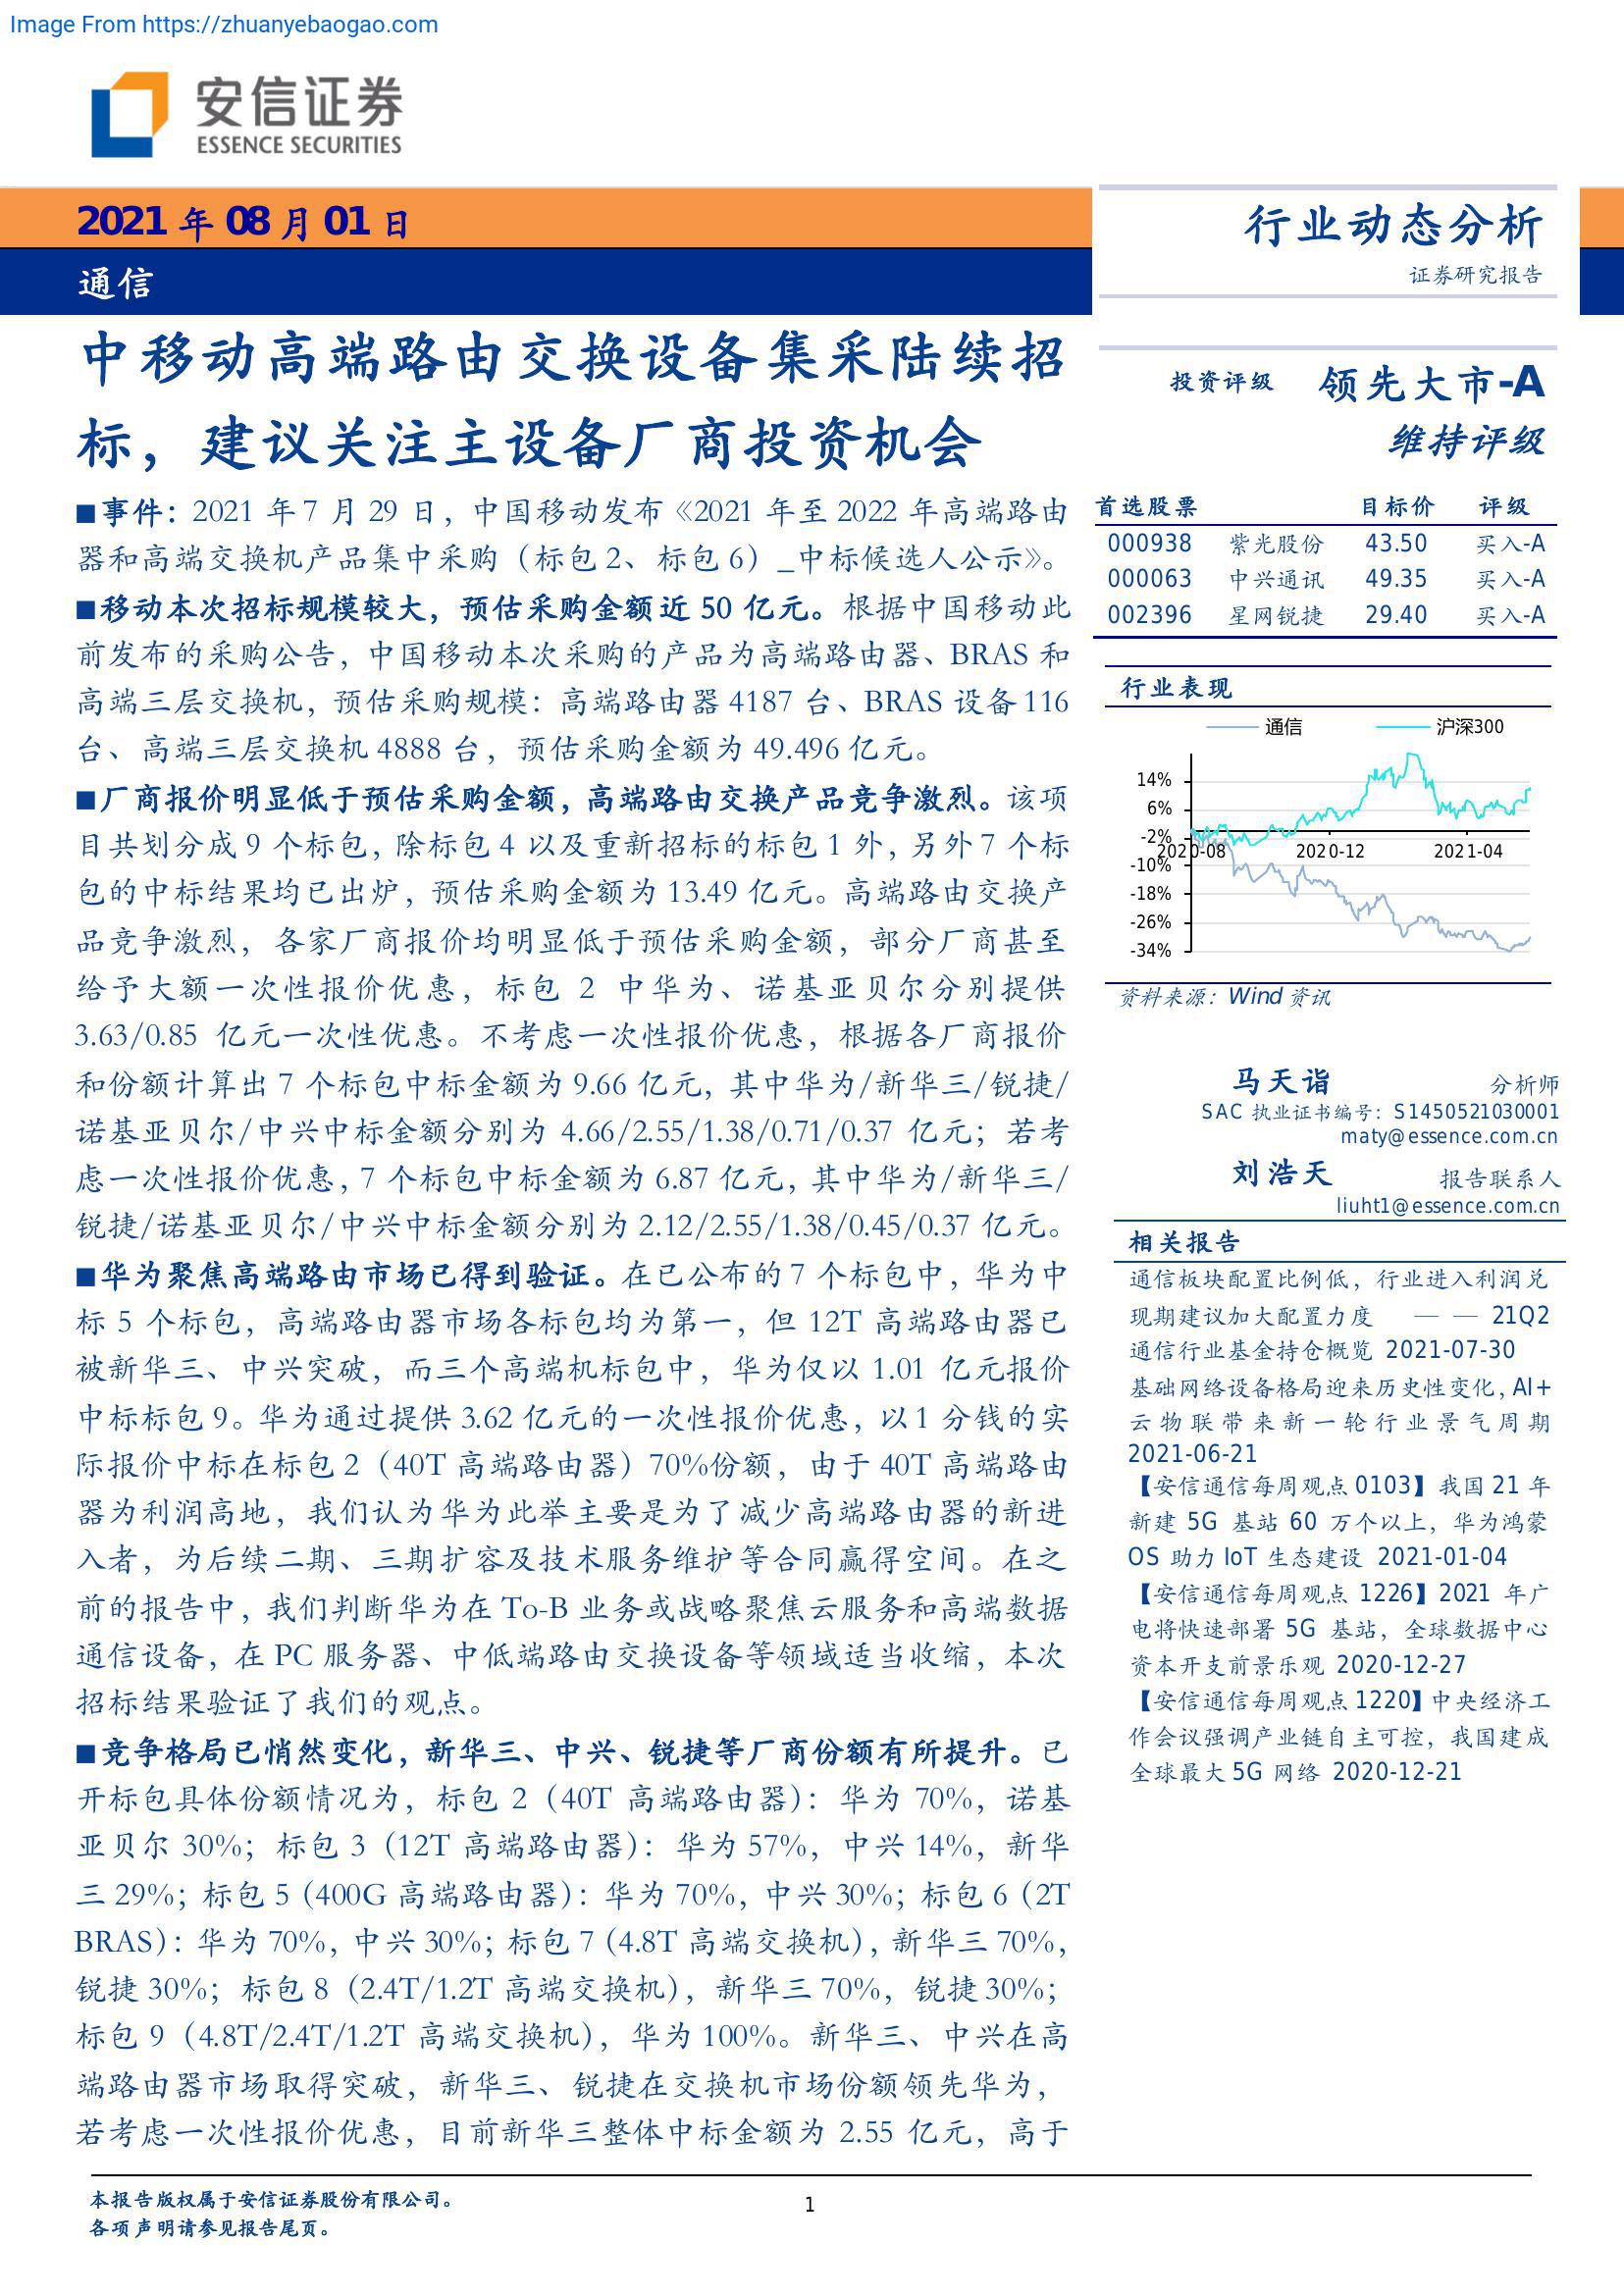 Image From https://zhuanyebaogao.com
安信证券
ESSENCE SECURITIES
2021 年 08 月 01 日
通信
行业动态分析
证券研究报告
中移动高端路由交换设备集采陆续招
标，建议关注主设备厂商投资机会
■事件：2021 年 7 月 29 日，中国移动发布《2021 年至 2022 年高端路由
器和高端交换机产品集中采购（标包 2、标包 6）_中标候选人公示》。
■移动本次招标规模较大，预估采购金额近 50 亿元。根据中国移动此
前发布的采购公告，中国移动本次采购的产品为高端路由器、BRAS 和
高端三层交换机，预估采购规模：高端路由器 4187 台、BRAS 设备 116
台、高端三层交换机 4888 台，预估采购金额为 49.496 亿元。
■厂商报价明显低于预估采购金额，高端路由交换产品竞争激烈。该项
目共划分成 9 个标包，除标包 4 以及重新招标的标包 1 外，另外 7 个标
包的中标结果均已出炉，预估采购金额为 13.49 亿元。高端路由交换产
品竞争激烈，各家厂商报价均明显低于预估采购金额，部分厂商甚至
给予大额一次性报价优惠，标包 2 中华为、诺基亚贝尔分别提供
3.63/0.85 亿元一次性优惠。不考虑一次性报价优惠，根据各厂商报价
和份额计算出 7 个标包中标金额为 9.66 亿元，其中华为/新华三/锐捷/
诺基亚贝尔/中兴中标金额分别为 4.66/2.55/1.38/0.71/0.37 亿元；若考
虑一次性报价优惠，7 个标包中标金额为 6.87 亿元，其中华为/新华三/
锐捷/诺基亚贝尔/中兴中标金额分别为 2.12/2.55/1.38/0.45/0.37 亿元。
■华为聚焦高端路由市场已得到验证。在已公布的 7 个标包中，华为中
标 5 个标包，高端路由器市场各标包均为第一，但 12T 高端路由器已
被新华三、中兴突破，而三个高端机标包中，华为仅以 1.01 亿元报价
中标标包 9。华为通过提供 3.62 亿元的一次性报价优惠，以 1 分钱的实
际报价中标在标包 2（40T 高端路由器）70%份额，由于 40T 高端路由
器为利润高地，我们认为华为此举主要是为了减少高端路由器的新进
入者，为后续二期、三期扩容及技术服务维护等合同赢得空间。在之
前的报告中，我们判断华为在 To-B 业务或战略聚焦云服务和高端数据
通信设备，在 PC 服务器、中低端路由交换设备等领域适当收缩，本次
招标结果验证了我们的观点。
■竞争格局已悄然变化，新华三、中兴、锐捷等厂商份额有所提升。已
开标包具体份额情况为，标包 2（40T 高端路由器）：华为 70%，诺基
亚贝尔 30%；标包 3（12T 高端路由器）：华为 57%，中兴 14%，新华
三 29%；标包 5（400G 高端路由器）：华为 70%，中兴 30%；标包 6（2T
BRAS）：华为 70%，中兴 30%；标包 7（4.8T 高端交换机），新华三 70%，
锐捷 30%；标包 8（2.4T/1.2T 高端交换机），新华三 70%，锐捷 30%；
标包 9（4.8T/2.4T/1.2T 高端交换机），华为 100%。新华三、中兴在高
端路由器市场取得突破，新华三、锐捷在交换机市场份额领先华为，
若考虑一次性报价优惠，目前新华三整体中标金额为 2.55 亿元，高于
投资评级 领先大市-A
维持评级
首选股票 目标价 评级
000938 紫光股份 43.50 买入-A
000063 中兴通讯 49.35 买入-A
002396 星网锐捷 29.40 买入-A
行业表现
通信 沪深300
14%
6%
-2%
2020-08 2020-12 2021-04
-10%
-18%
-26%
-34%
资料来源：Wind 资讯
马天诣 分析师
SAC 执业证书编号：S1450521030001
maty@essence.com.cn
刘浩天 报告联系人
liuht1@essence.com.cn
相关报告
通信板块配置比例低，行业进入利润兑
现期建议加大配置力度 — — 21Q2
通信行业基金持仓概览 2021-07-30
基础网络设备格局迎来历史性变化，AI+
云物联带来新一轮行业景气周期
2021-06-21
【安信通信每周观点 0103】我国 21 年
新建 5G 基站 60 万个以上，华为鸿蒙
OS 助力 IoT 生态建设 2021-01-04
【安信通信每周观点 1226】2021 年广
电将快速部署 5G 基站，全球数据中心
资本开支前景乐观 2020-12-27
【安信通信每周观点 1220】中央经济工
作会议强调产业链自主可控，我国建成
全球最大 5G 网络 2020-12-21
本报告版权属于安信证券股份有限公司。
各项声明请参见报告尾页。
1